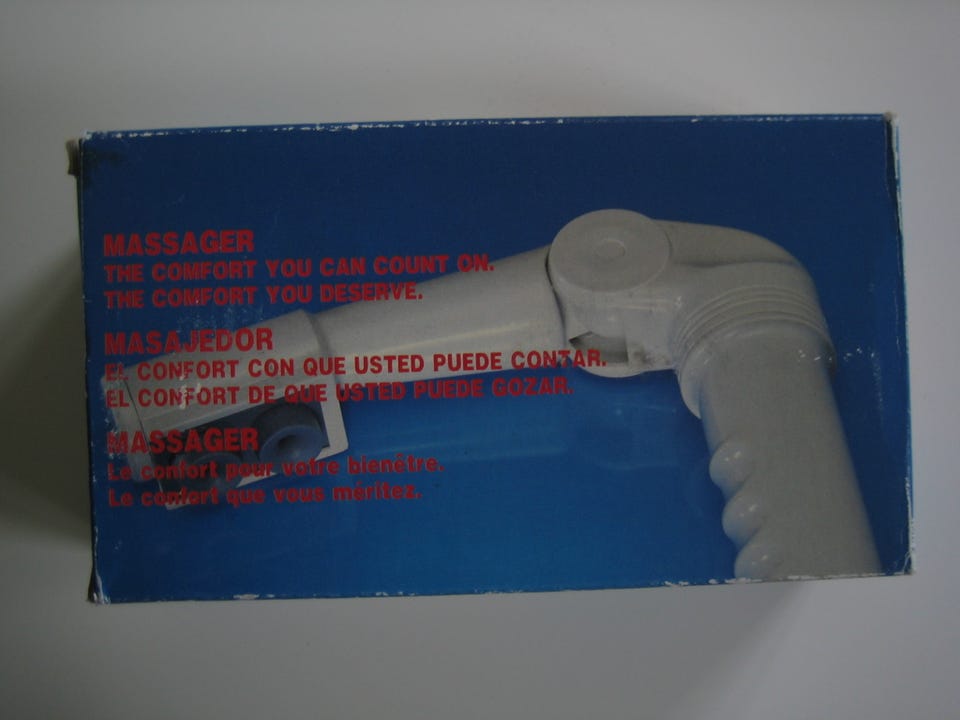 MASSAGER
THE COMFORT YOU CAN COUNT ON.
THE COMFORT YOU DESERVE.
MASAJEDOR
EL CONFORT CON QUE USTED PUEDE CONTAR.
EL CONFORT DE QUE USTED PUEDE GOZAR.
MASSAGER
Le confort pour votre bienêtre.
Le confort que vous méritez.